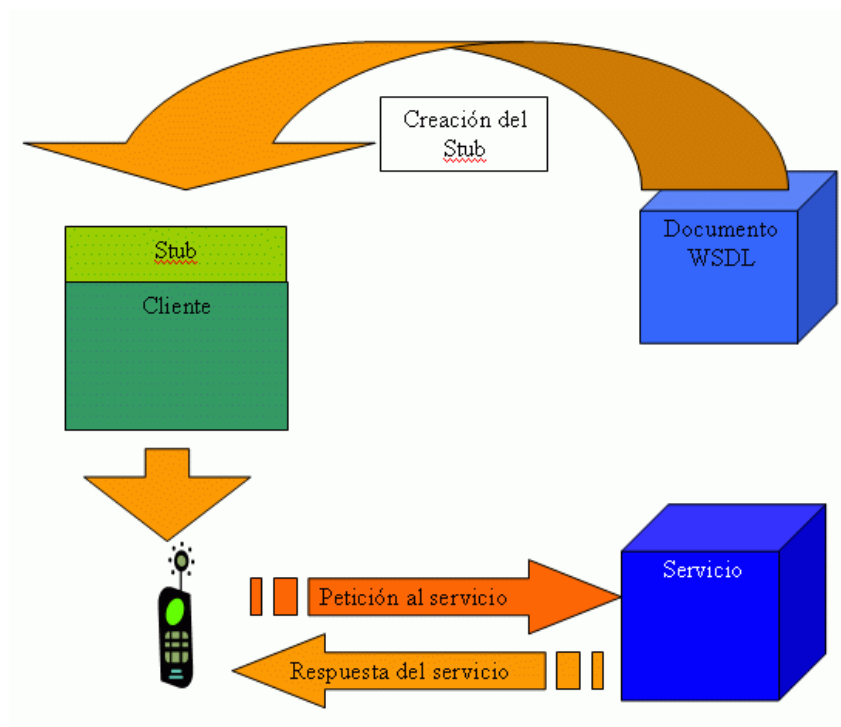 Creación del
Stub
Documento
WSDL
Stub
Cliente
Servicio
Petición al servicio
Respuesta del servicio